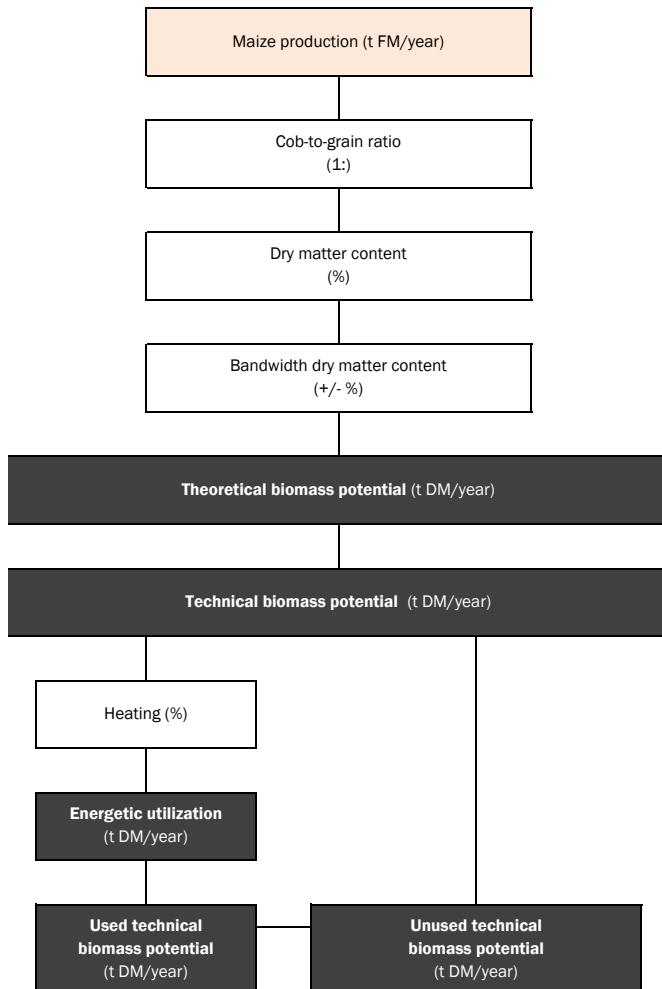 Maize production (t FM/year)
Cob-to-grain ratio
(1:)
Dry matter content
(%)
Bandwidth dry matter content
(+/- %)
Theoretical biomass potential (t DM/year)
Technical biomass potential (t DM/year)
Heating (%)
Energetic utilization
(t DM/year)
Used technical
biomass potential
(t DM/year)
Unused technical
biomass potential
(t DM/year)